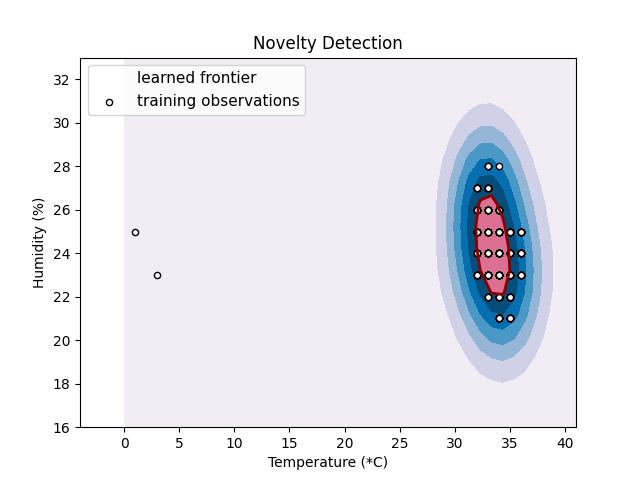 Novelty Detection
learned frontier
training observations
32
30
28
26
24
22
20
18
16
Humidity (%)
0 5 10 15 20 25 30 35 40
Temperature (*C)